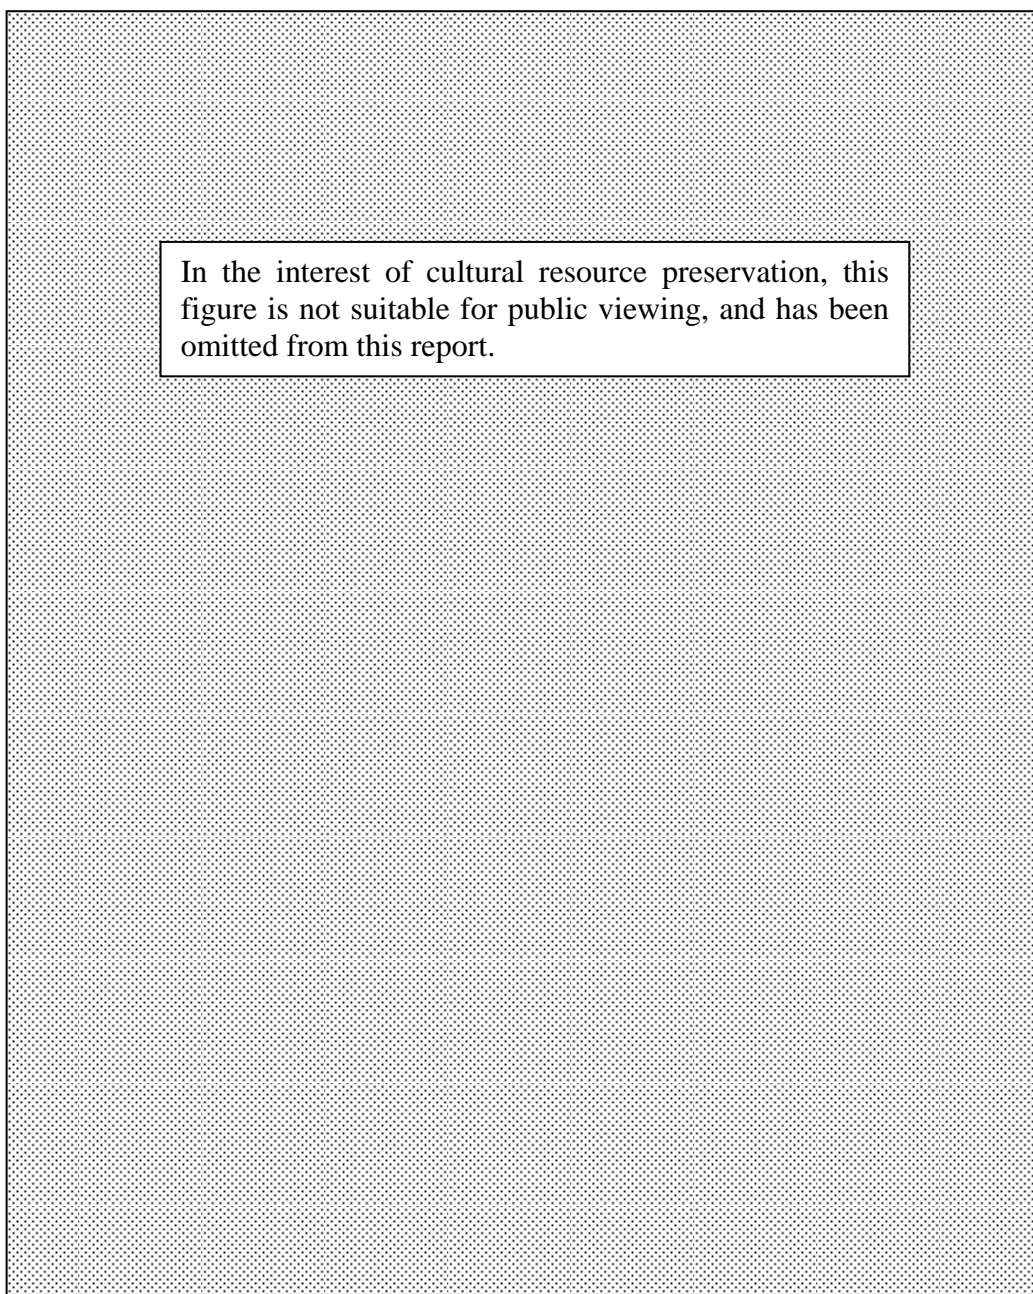 In the interest of cultural resource preservation, this
figure is not suitable for public viewing, and has been
omitted from this report.